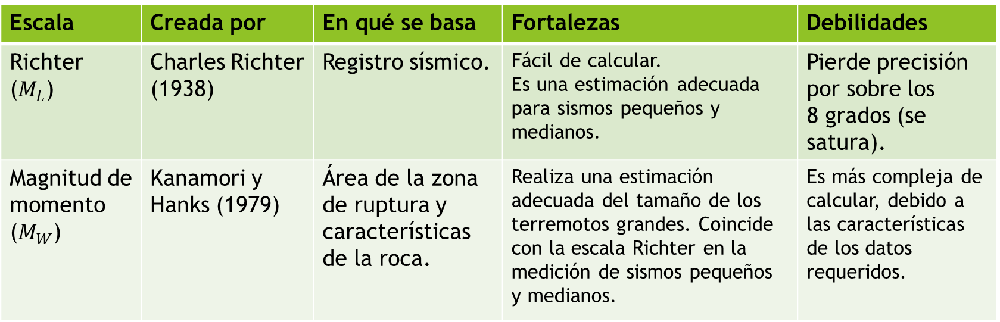 Escala
Creada por
En qué se basa
Fortalezas
Debilidades
Richter
(M_L)
Charles Richter
(1938)
Registro sísmico.
Fácil de calcular.
Es una estimación adecuada
para sismos pequeños y
medianos.
Pierde precisión
por sobre los
8 grados (se
satura).
Magnitud de
momento
(M_W)
Kanamori y
Hanks (1979)
Área de la zona
de ruptura y
características
de la roca.
Realiza una estimación
adecuada del tamaño de los
terremotos grandes. Coincide
con la escala Richter en la
medición de sismos pequeños
y medianos.
Es más compleja de
calcular, debido a
las características
de los datos
requeridos.